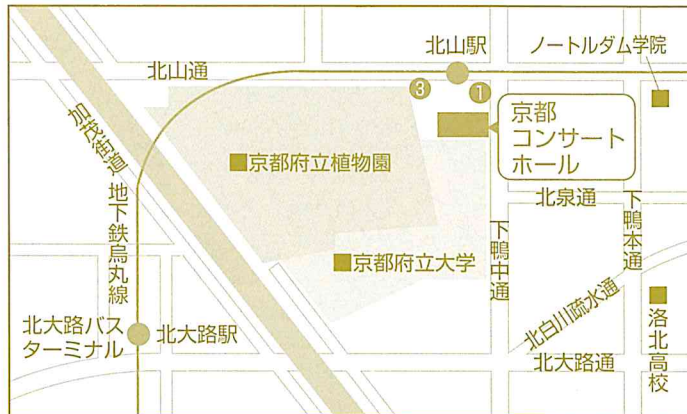 北山駅
ノートルダム学院
北山通
3
1
加茂街道
京都
コンサート
ホール
■京都府立植物園
地下鉄烏丸線
北泉通
下鴨中通
下鴨本通
■京都府立大学
北白川疏水通
北大路バス
ターミナル
北大路駅
北大路通
洛北高校